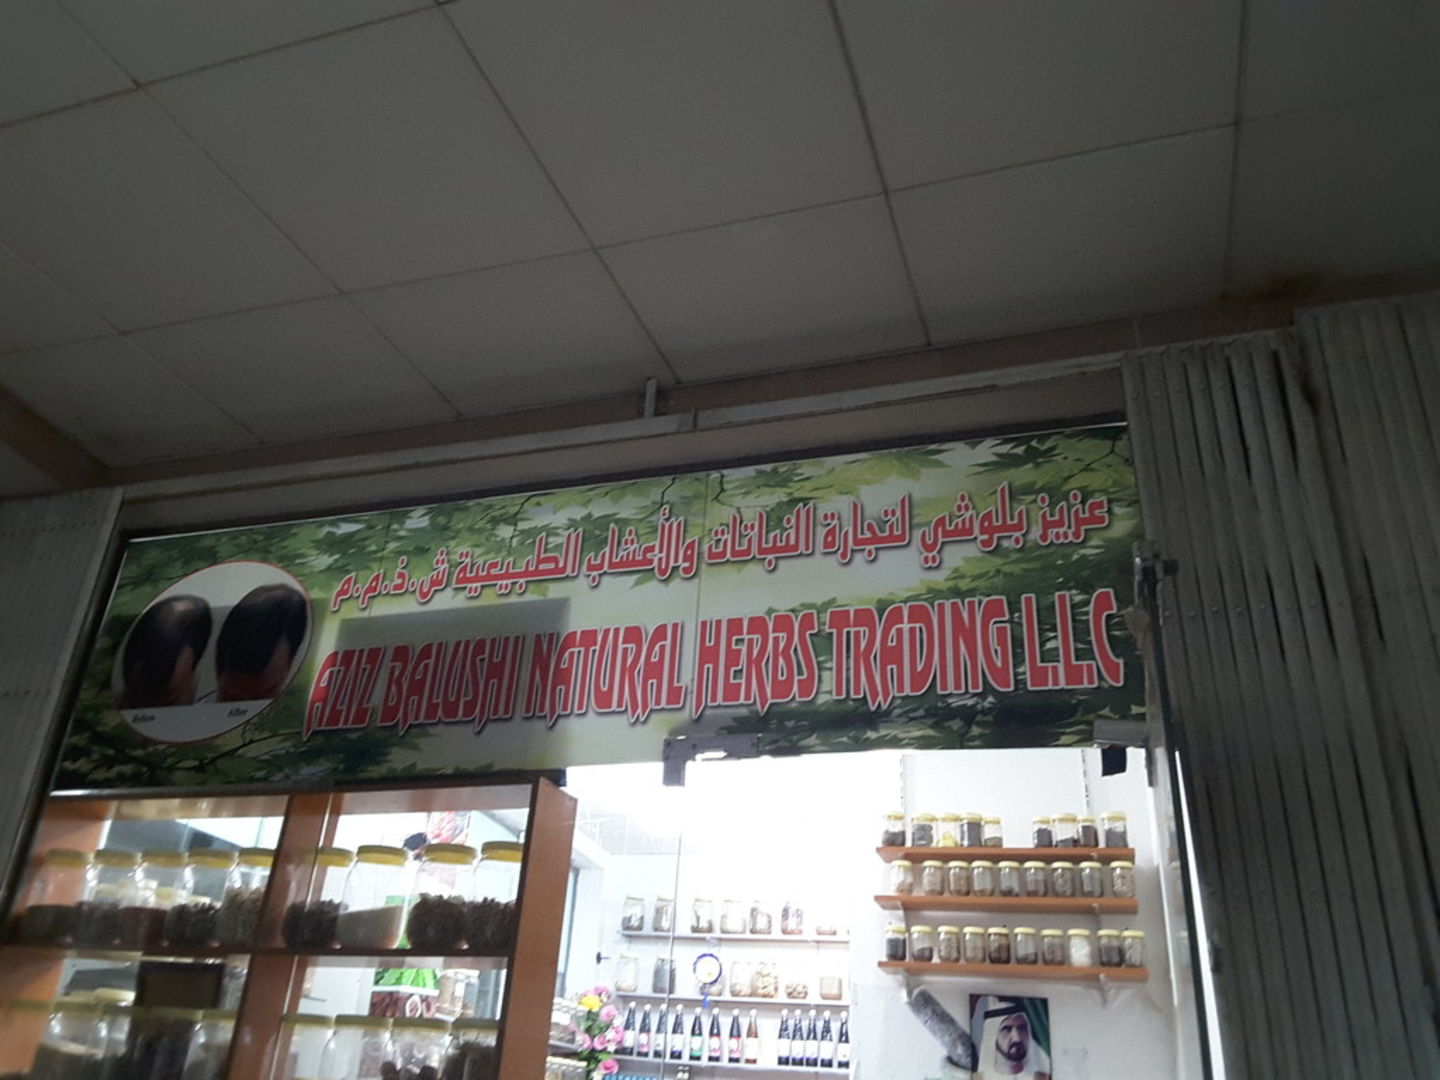 عزيز بلوشي لتجارة النباتات والأعشاب الطبيعية ش.ذ.م.م
AZIZ BALUSHI NATURAL HERBS TRADING L.L.C
Before After